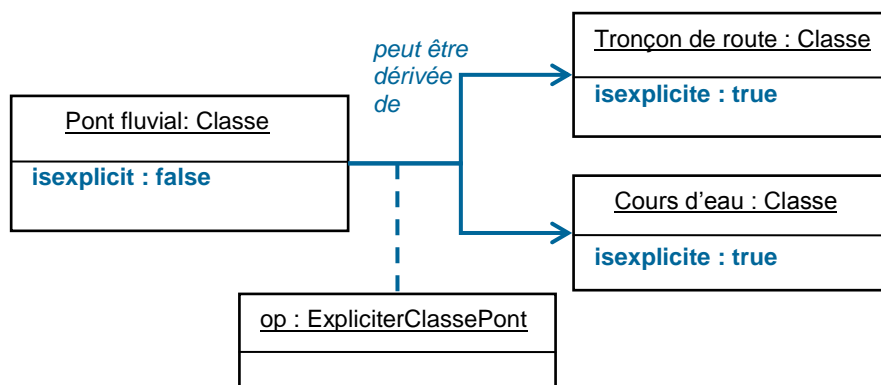 peut être
dérivée
de
Tronçon de route : Classe
isexplicite : true
Pont fluvial: Classe
isexplicit : false
Cours d'eau : Classe
isexplicite : true
op : ExpliciterClassePont